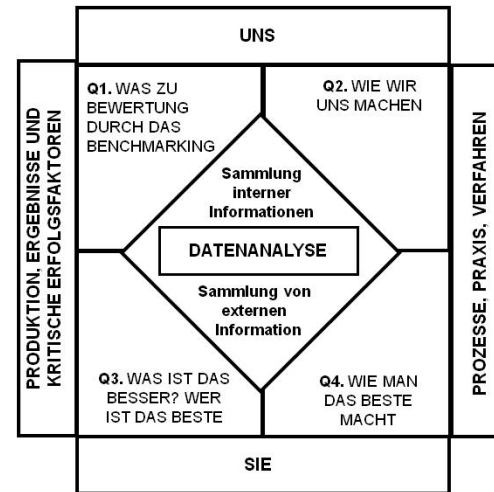 UNS
PRODUKTION, ERGEBNISSE UND
KRITISCHE ERFOLGSFAKTOREN
Q1. WAS ZU
BEWERTUNG
DURCH DAS
BENCHMARKING
Q2. WIE WIR
UNS MACHEN
Sammlung
interner
Informationen
DATENANALYSE
Sammlung von
externen
Information
Q3. WAS IST DAS
BESSER? WER
IST DAS BESTE
Q4. WIE MAN
DAS BESTE
MACHT
PROZESSE, PRAXIS, VERFAHREN
SIE